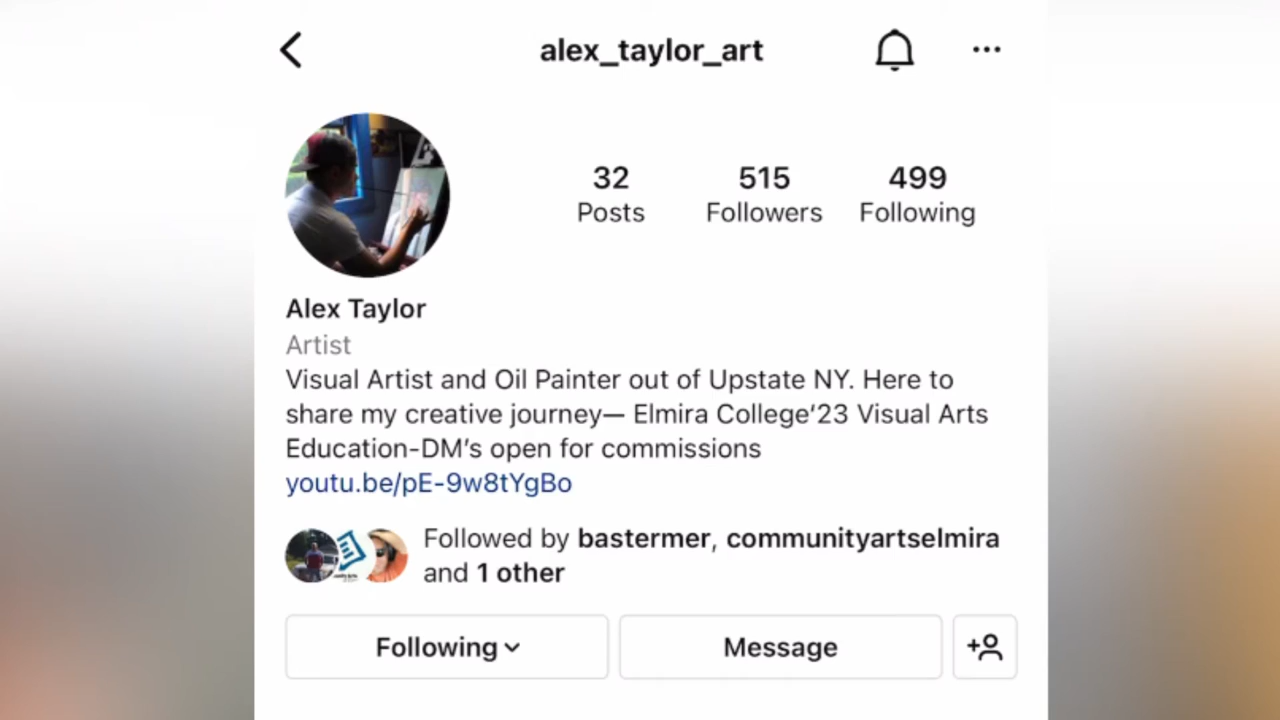 alex_taylor_art
32 515 499
Posts Followers Following
Alex Taylor
Artist
Visual Artist and Oil Painter out of Upstate NY. Here to
share my creative journey— Elmira College'23 Visual Arts
Education-DM's open for commissions
youtu.be/pE-9w8tYgBo
Followed by bastermer, communityartselmira
and 1 other
Following Message